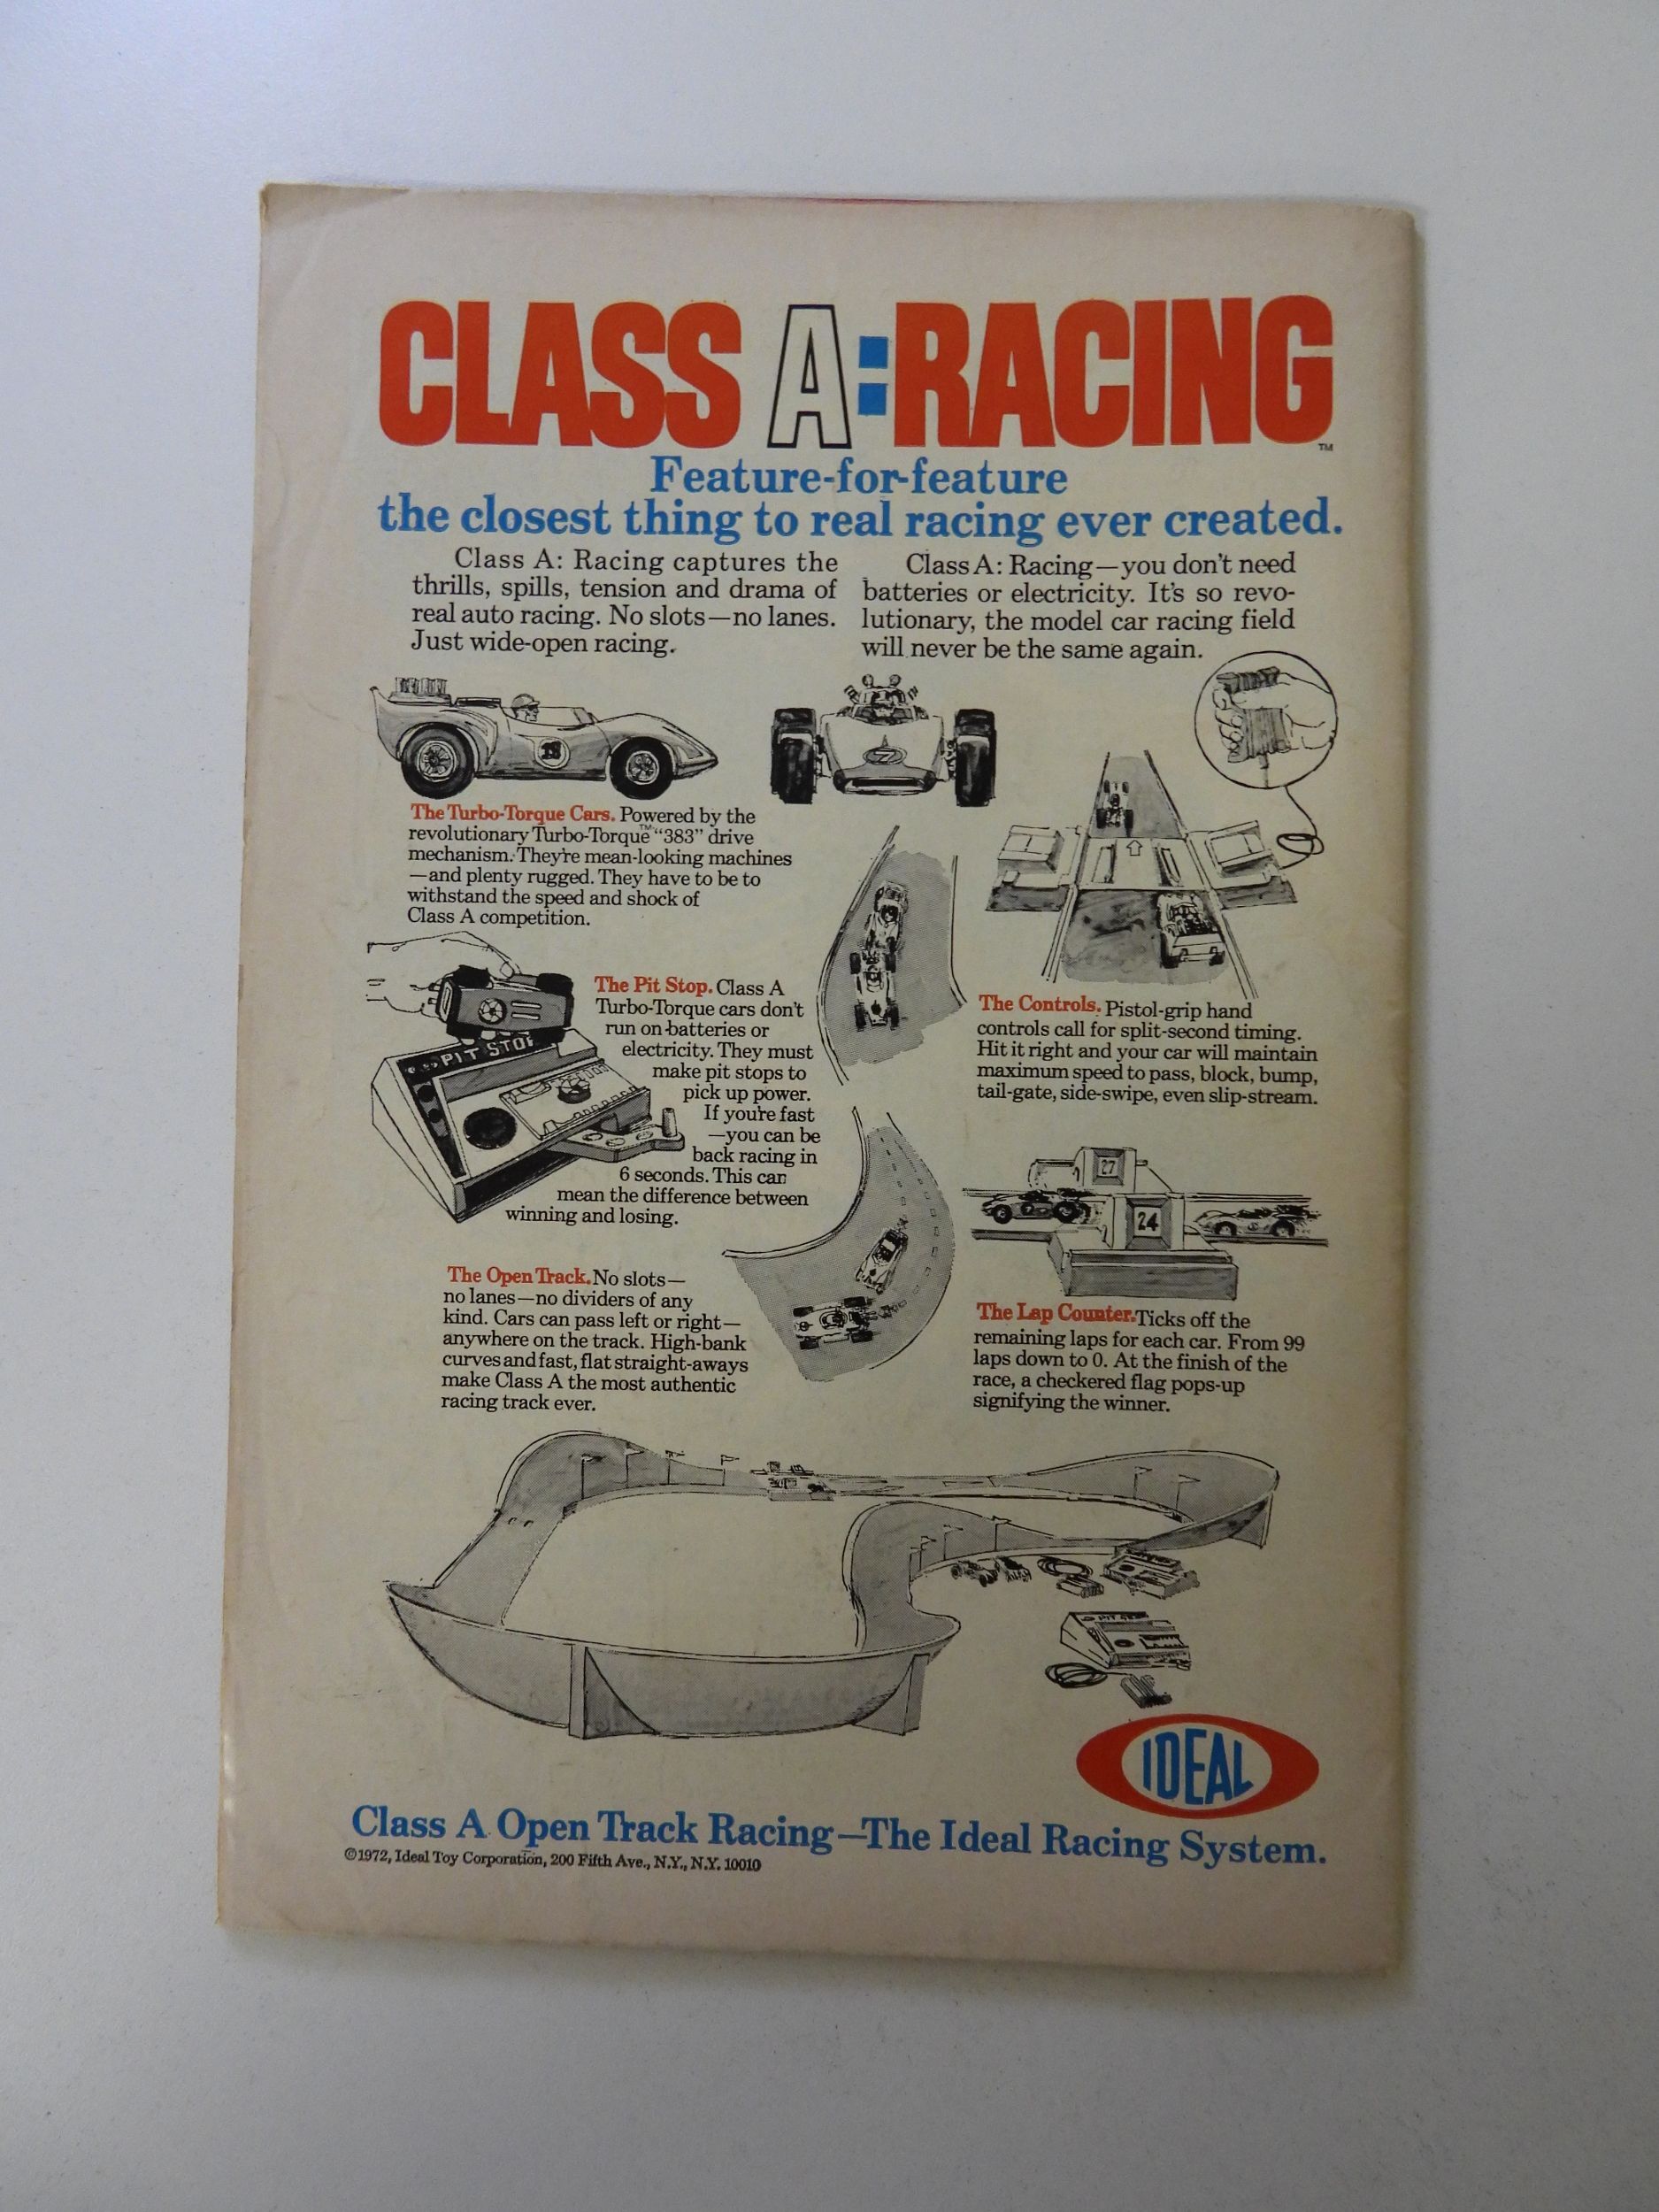 CLASS A:RACING
TM
Feature-for-feature
the closest thing to real racing ever created.
Class A: Racing captures the
thrills, spills, tension and drama of
real auto racing. No slots—no lanes.
Just wide-open racing.
Class A: Racing—you don't need
batteries or electricity. It's so revo-
lutionary, the model car racing field
will never be the same again.
The Turbo-Torque Cars. Powered by the
revolutionary Turbo-Torque™ "383" drive
mechanism. They're mean-looking machines
—and plenty rugged. They have to be to
withstand the speed and shock of
Class A competition.
PIT STOP
The Pit Stop. Class A
Turbo-Torque cars don't
run on batteries or
electricity. They must
make pit stops to
pick up power.
If you're fast
—you can be
back racing in
6 seconds. This can
mean the difference between
winning and losing.
The Controls. Pistol-grip hand
controls call for split-second timing.
Hit it right and your car will maintain
maximum speed to pass, block, bump,
tail-gate, side-swipe, even slip-stream.
27
24
The Open Track. No slots—
no lanes—no dividers of any
kind. Cars can pass left or right—
anywhere on the track. High-bank
curves and fast, flat straight-aways
make Class A the most authentic
racing track ever.
The Lap Counter. Ticks off the
remaining laps for each car. From 99
laps down to 0. At the finish of the
race, a checkered flag pops-up
signifying the winner.
IDEAL
Class A Open Track Racing—The Ideal Racing System.
©1972, Ideal Toy Corporation, 200 Fifth Ave., N.Y., N.Y. 10010